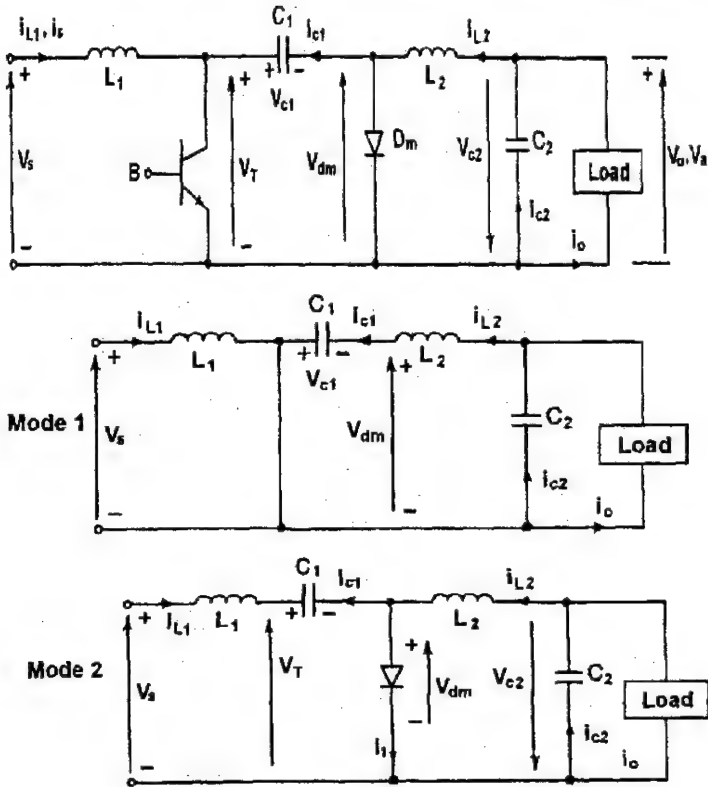 iL1, is
C1
ic1
iL2
+
L1
+
+ -
Vc1
L2
+
Vs
B
VT
Vdm
Dm
Vc2
C2
Load
Vo, Va
ic2
-
-
-
io
-
iL1
C1
ic1
iL2
+
L1
+ -
Vc1
L2
+
Mode 1
Vs
Vdm
C2
Load
-
-
ic2
io
C1
ic1
iL2
+
iL1
L1
+ -
L2
+
Mode 2
Vs
VT
Vdm
Vc2
C2
Load
-
-
i1
ic2
io